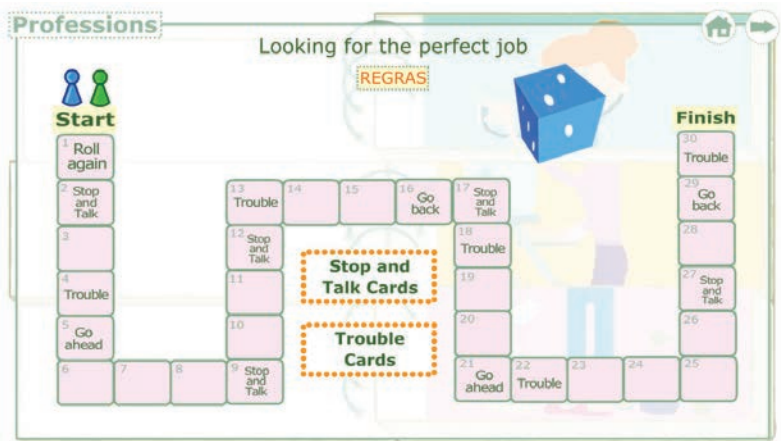 Professions
Looking for the perfect job
REGRAS
Start
Finish
1
Roll
again
2
Stop
and
Talk
3
4
Trouble
5
Go
ahead
6
7
8
9
Stop
and
Talk
10
11
12
Stop
and
Talk
13
Trouble
14
15
16
Go
back
17
Stop
and
Talk
18
Trouble
19
20
21
Go
ahead
22
Trouble
23
24
25
26
27
Stop
and
Talk
28
29
Go
back
30
Trouble
Stop and
Talk Cards
Trouble
Cards